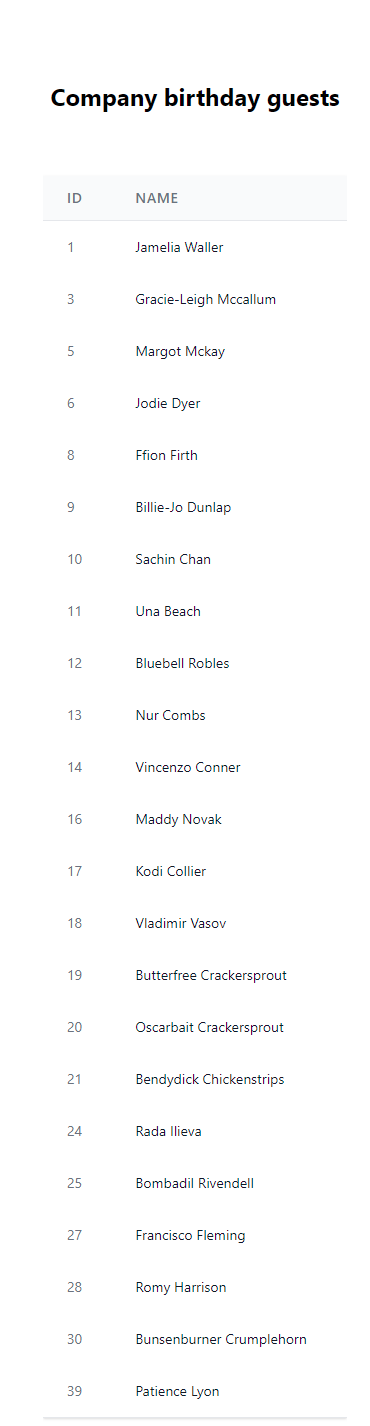 Company birthday guests
ID NAME
1 Jamelia Waller
3 Gracie-Leigh Mccallum
5 Margot Mckay
6 Jodie Dyer
8 Ffion Firth
9 Billie-Jo Dunlap
10 Sachin Chan
11 Una Beach
12 Bluebell Robles
13 Nur Combs
14 Vincenzo Conner
16 Maddy Novak
17 Kodi Collier
18 Vladimir Vasov
19 Butterfree Crackersprout
20 Oscarbait Crackersprout
21 Bendydick Chickenstrips
24 Rada Ilieva
25 Bombadil Rivendell
27 Francisco Fleming
28 Romy Harrison
30 Bunsenburner Crumplehorn
39 Patience Lyon